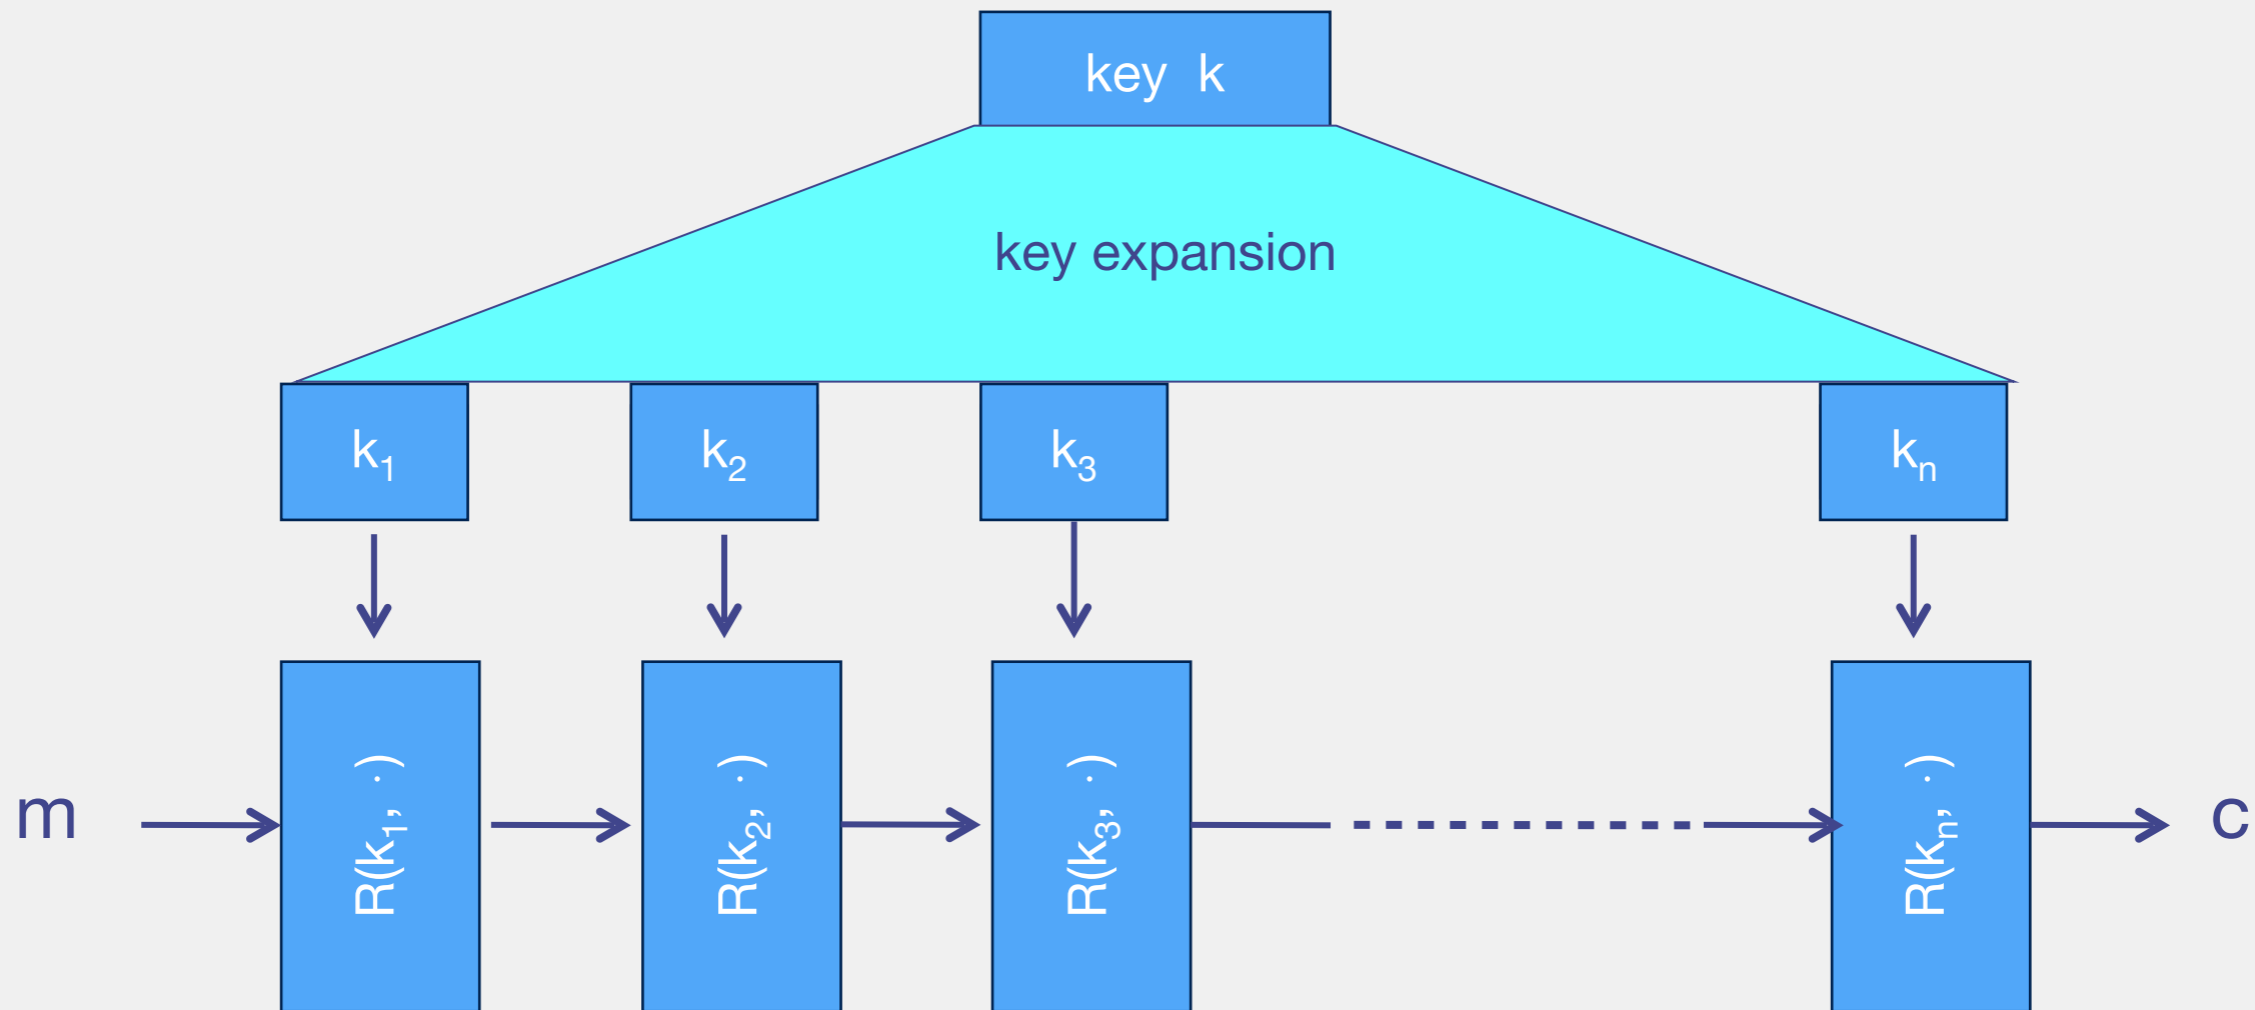 key k
key expansion
k₁
k₂
k₃
kₙ
m
R(k₁, ·)
R(k₂, ·)
R(k₃, ·)
R(kₙ, ·)
c